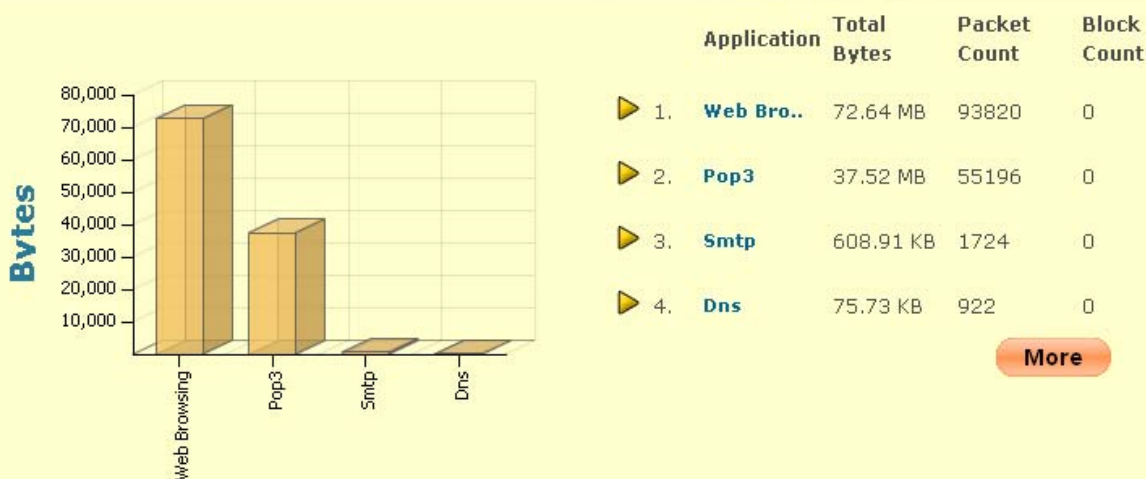 Bytes
80,000
70,000
60,000
50,000
40,000
30,000
20,000
10,000
Web Browsing
Pop3
Smtp
Dns
Application Total Bytes Packet Count Block Count
1. Web Bro.. 72.64 MB 93820 0
2. Pop3 37.52 MB 55196 0
3. Smtp 608.91 KB 1724 0
4. Dns 75.73 KB 922 0
More